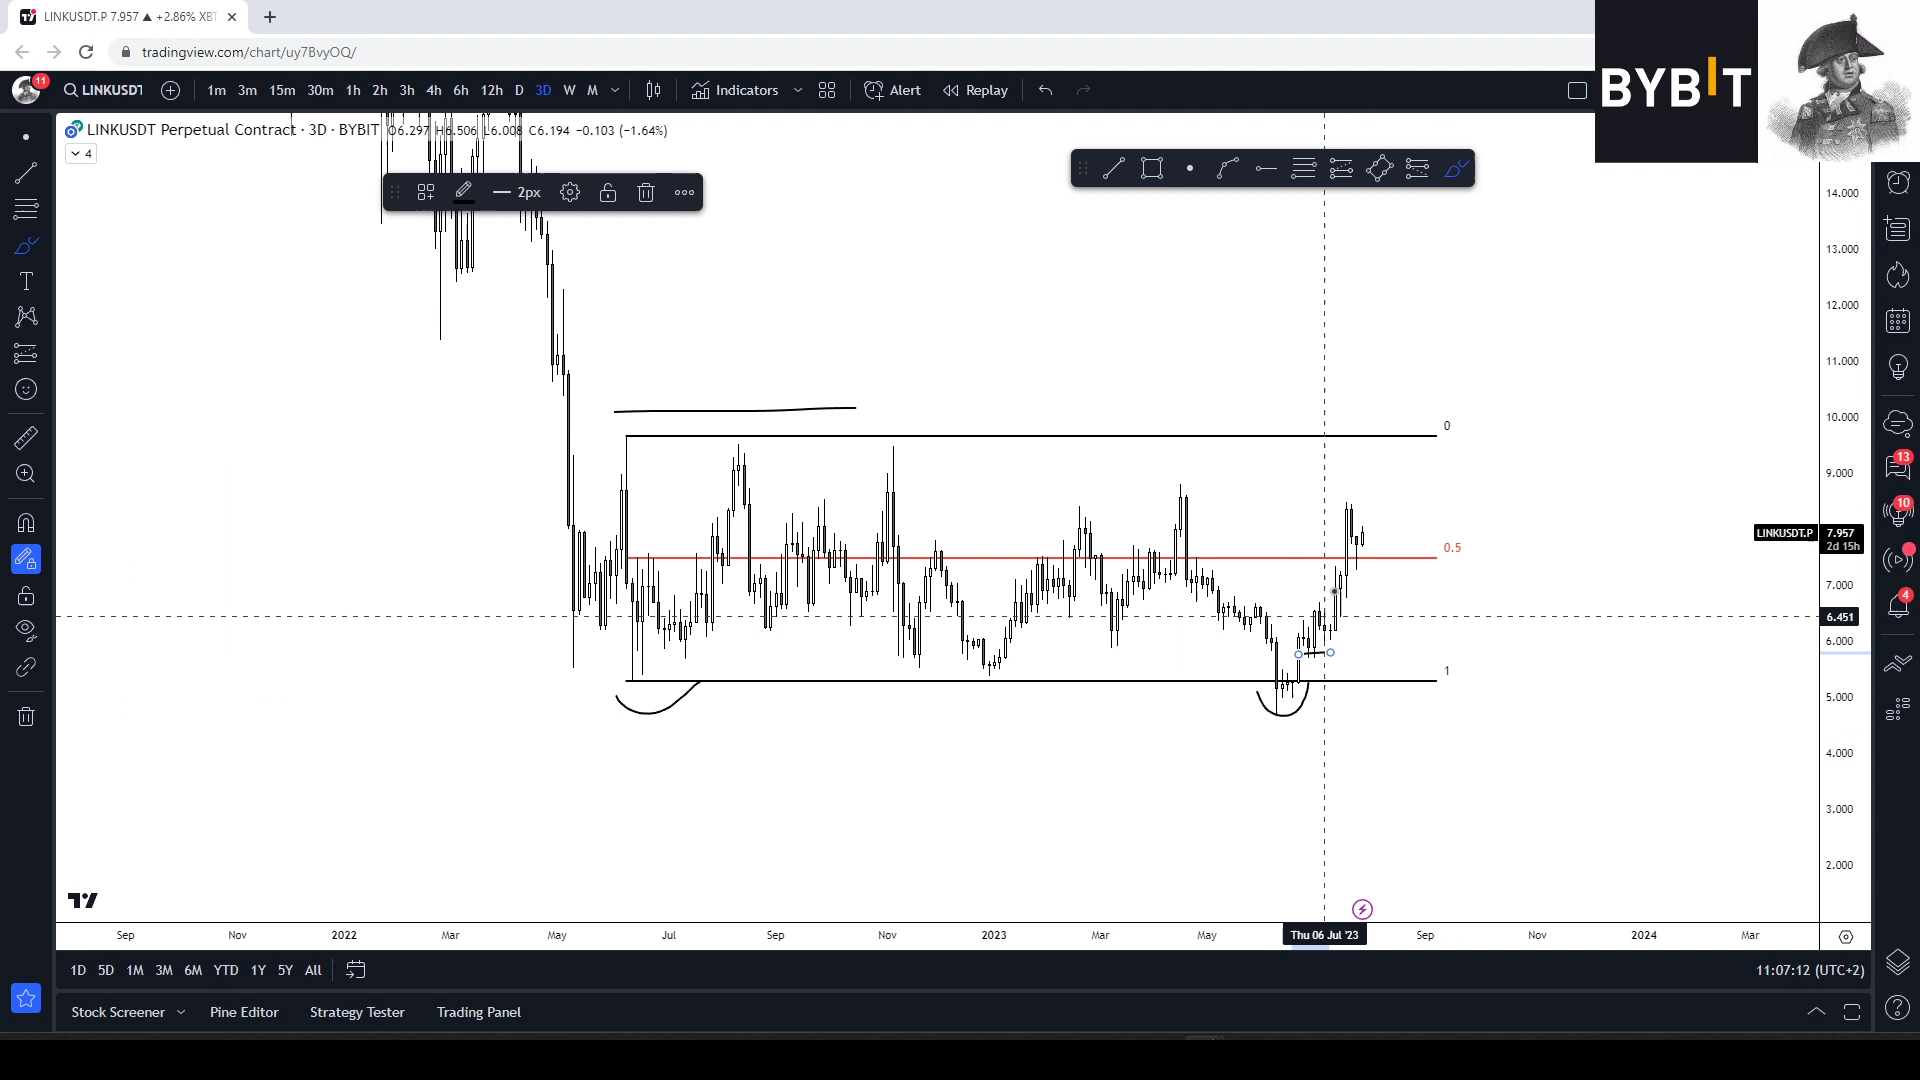 LINKUSDT.P 7.957 ▲ +2.86% XBT
tradingview.com/chart/uy7BvyOQ/
11
LINKUSDT
1m 3m 15m 30m 1h 2h 3h 4h 6h 12h D 3D W M
Indicators
Alert
Replay
BYBIT
LINKUSDT Perpetual Contract · 3D · BYBIT O6.297 H6.506 L6.008 C6.194 −0.103 (−1.64%)
4
2px
14.000
13.000
12.000
11.000
10.000
0
9.000
13
10
LINKUSDT.P 7.957
2d 15h
0.5
7.000
4
6.451
6.000
1
5.000
4.000
3.000
2.000
Sep Nov 2022 Mar May Jul Sep Nov 2023 Mar May Thu 06 Jul '23 Sep Nov 2024 Mar
1D 5D 1M 3M 6M YTD 1Y 5Y All
11:07:12 (UTC+2)
Stock Screener Pine Editor Strategy Tester Trading Panel